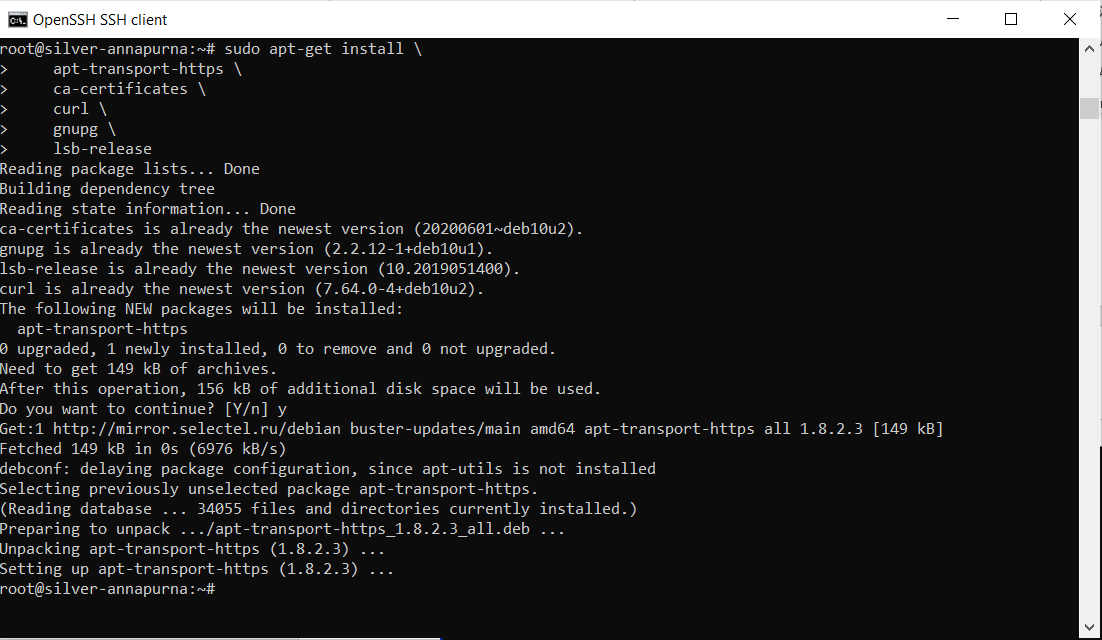 OpenSSH SSH client
root@silver-annapurna:~# sudo apt-get install \
>     apt-transport-https \
>     ca-certificates \
>     curl \
>     gnupg \
>     lsb-release
Reading package lists... Done
Building dependency tree
Reading state information... Done
ca-certificates is already the newest version (20200601~deb10u2).
gnupg is already the newest version (2.2.12-1+deb10u1).
lsb-release is already the newest version (10.2019051400).
curl is already the newest version (7.64.0-4+deb10u2).
The following NEW packages will be installed:
  apt-transport-https
0 upgraded, 1 newly installed, 0 to remove and 0 not upgraded.
Need to get 149 kB of archives.
After this operation, 156 kB of additional disk space will be used.
Do you want to continue? [Y/n] y
Get:1 http://mirror.selectel.ru/debian buster-updates/main amd64 apt-transport-https all 1.8.2.3 [149 kB]
Fetched 149 kB in 0s (6976 kB/s)
debconf: delaying package configuration, since apt-utils is not installed
Selecting previously unselected package apt-transport-https.
(Reading database ... 34055 files and directories currently installed.)
Preparing to unpack .../apt-transport-https_1.8.2.3_all.deb ...
Unpacking apt-transport-https (1.8.2.3) ...
Setting up apt-transport-https (1.8.2.3) ...
root@silver-annapurna:~#